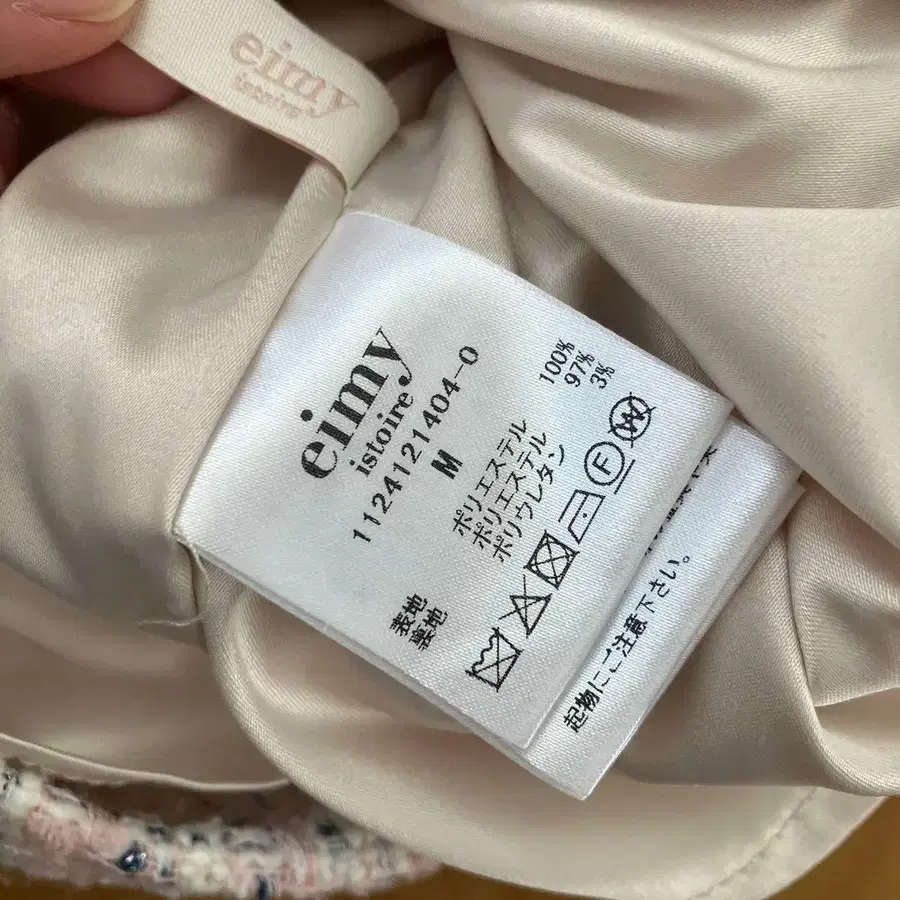 eimy
istoire
eimy
istoire
1124121404-0
M
表地 ポリエステル 100%
裏地 ポリエステル 97%
ポリウレタン 3%
F
W
起物にご注意下さい。